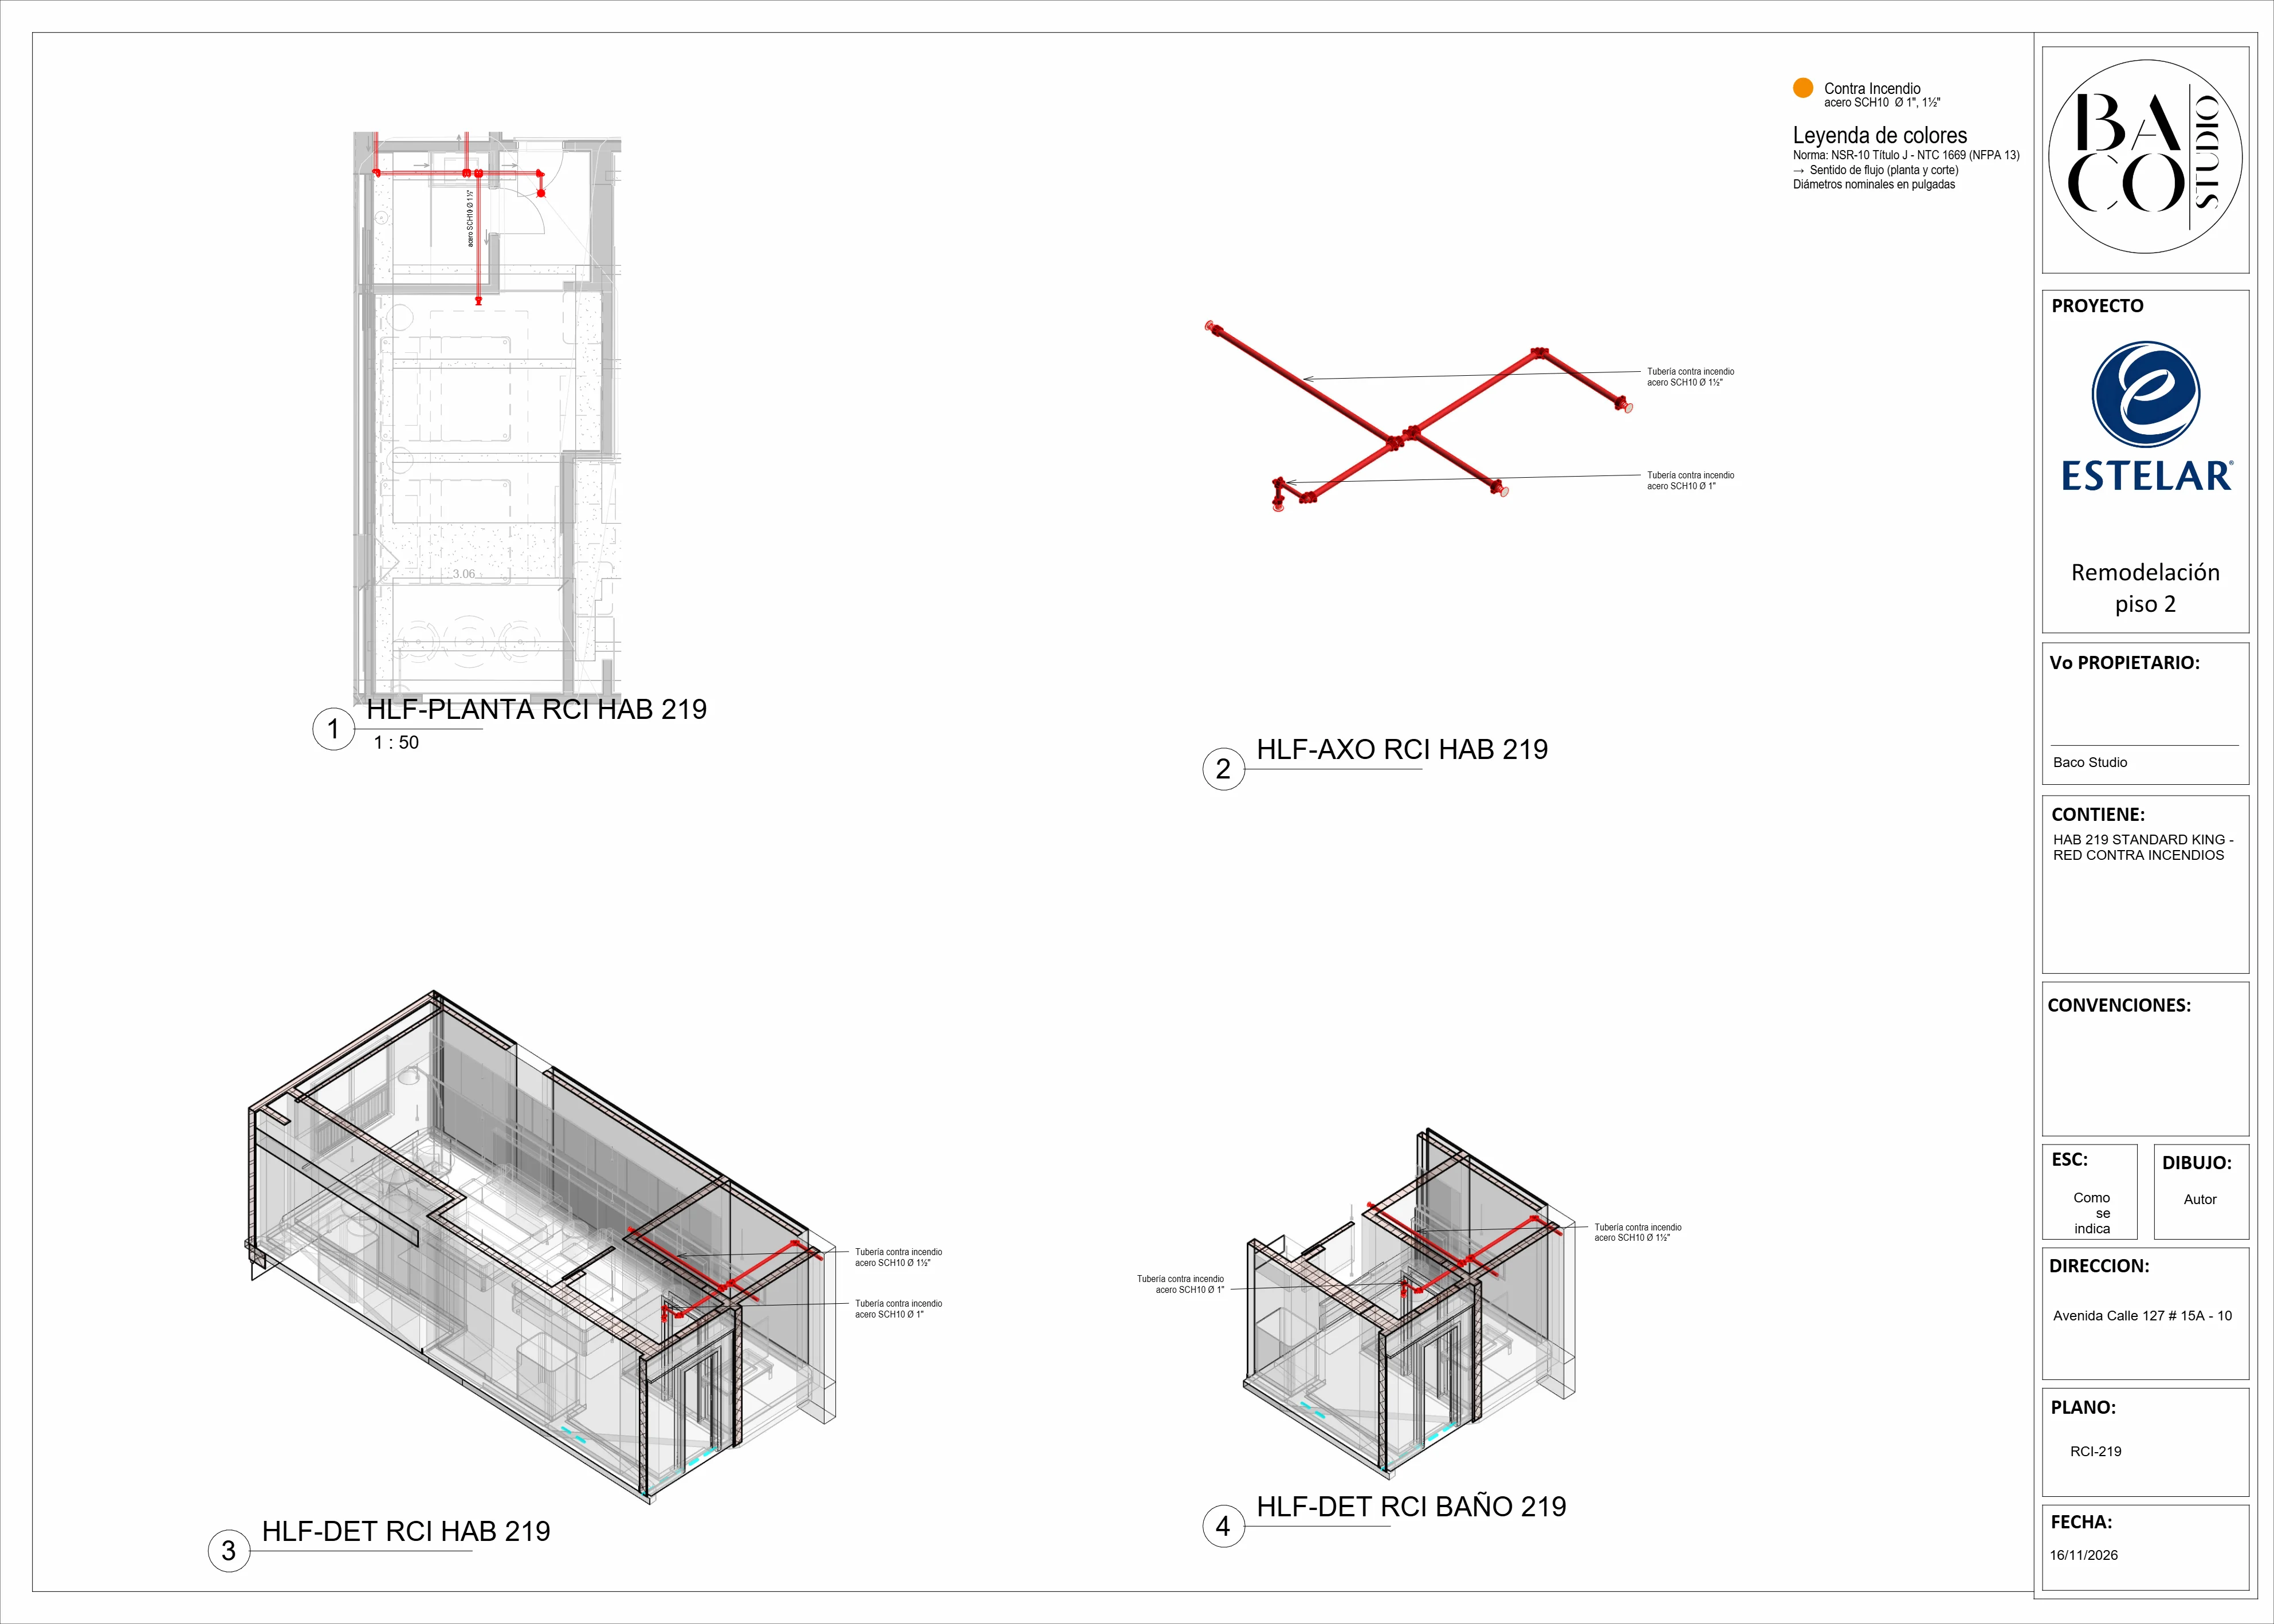 acero SCH10 Ø 1½"
3.06
1
HLF-PLANTA RCI HAB 219
1 : 50
Tubería contra incendio
acero SCH10 Ø 1½"
Tubería contra incendio
acero SCH10 Ø 1"
2
HLF-AXO RCI HAB 219
Contra Incendio
acero SCH10 Ø 1", 1½"
Leyenda de colores
Norma: NSR-10 Título J - NTC 1669 (NFPA 13)
→ Sentido de flujo (planta y corte)
Diámetros nominales en pulgadas
Tubería contra incendio
acero SCH10 Ø 1½"
Tubería contra incendio
acero SCH10 Ø 1"
3
HLF-DET RCI HAB 219
Tubería contra incendio
acero SCH10 Ø 1½"
Tubería contra incendio
acero SCH10 Ø 1"
4
HLF-DET RCI BAÑO 219
BA
CO
STUDIO
PROYECTO
ESTELAR®
Remodelación
piso 2
Vo PROPIETARIO:
Baco Studio
CONTIENE:
HAB 219 STANDARD KING -
RED CONTRA INCENDIOS
CONVENCIONES:
ESC:
Como
se
indica
DIBUJO:
Autor
DIRECCION:
Avenida Calle 127 # 15A - 10
PLANO:
RCI-219
FECHA:
16/11/2026